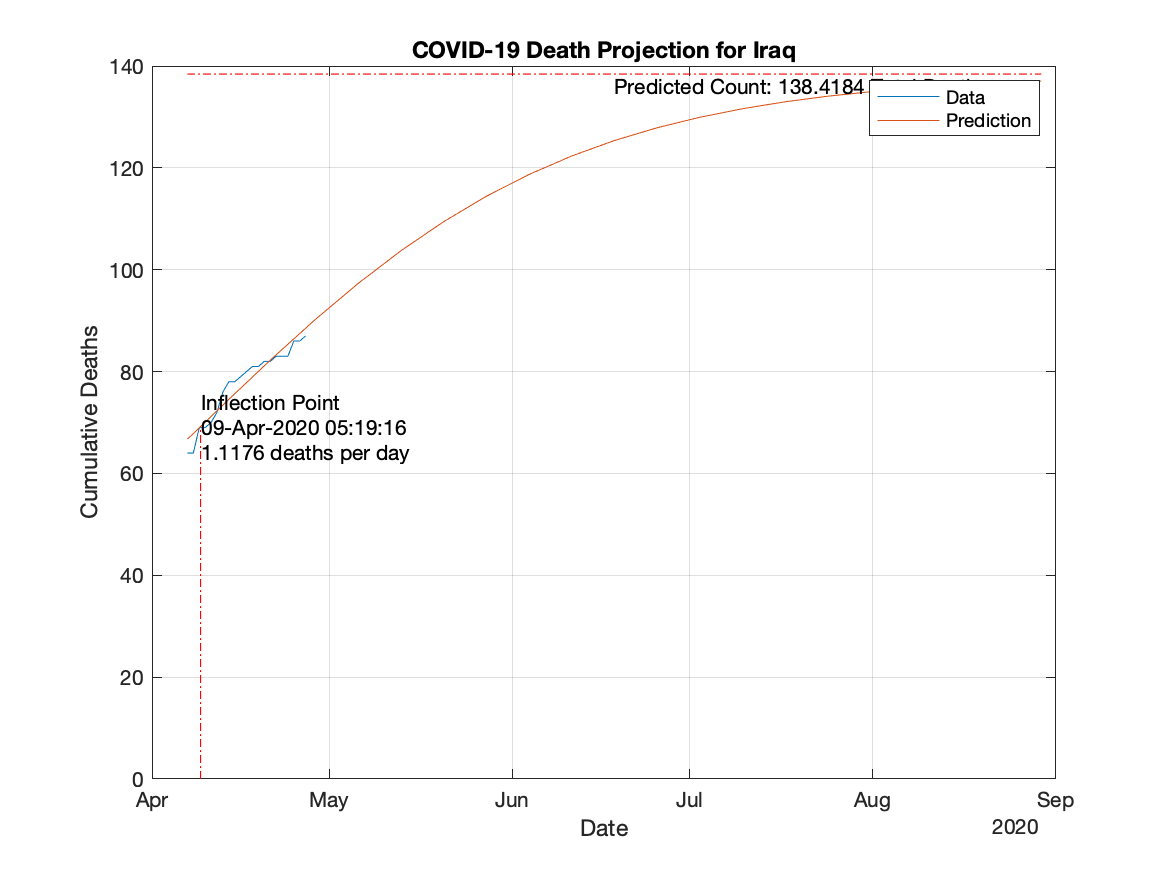 COVID-19 Death Projection for Iraq
140
Predicted Count: 138.4184
Data
Prediction
120
100
80
Inflection Point
09-Apr-2020 05:19:16
1.1176 deaths per day
60
40
20
0
Cumulative Deaths
Apr
May
Jun
Jul
Aug
Sep
Date
2020